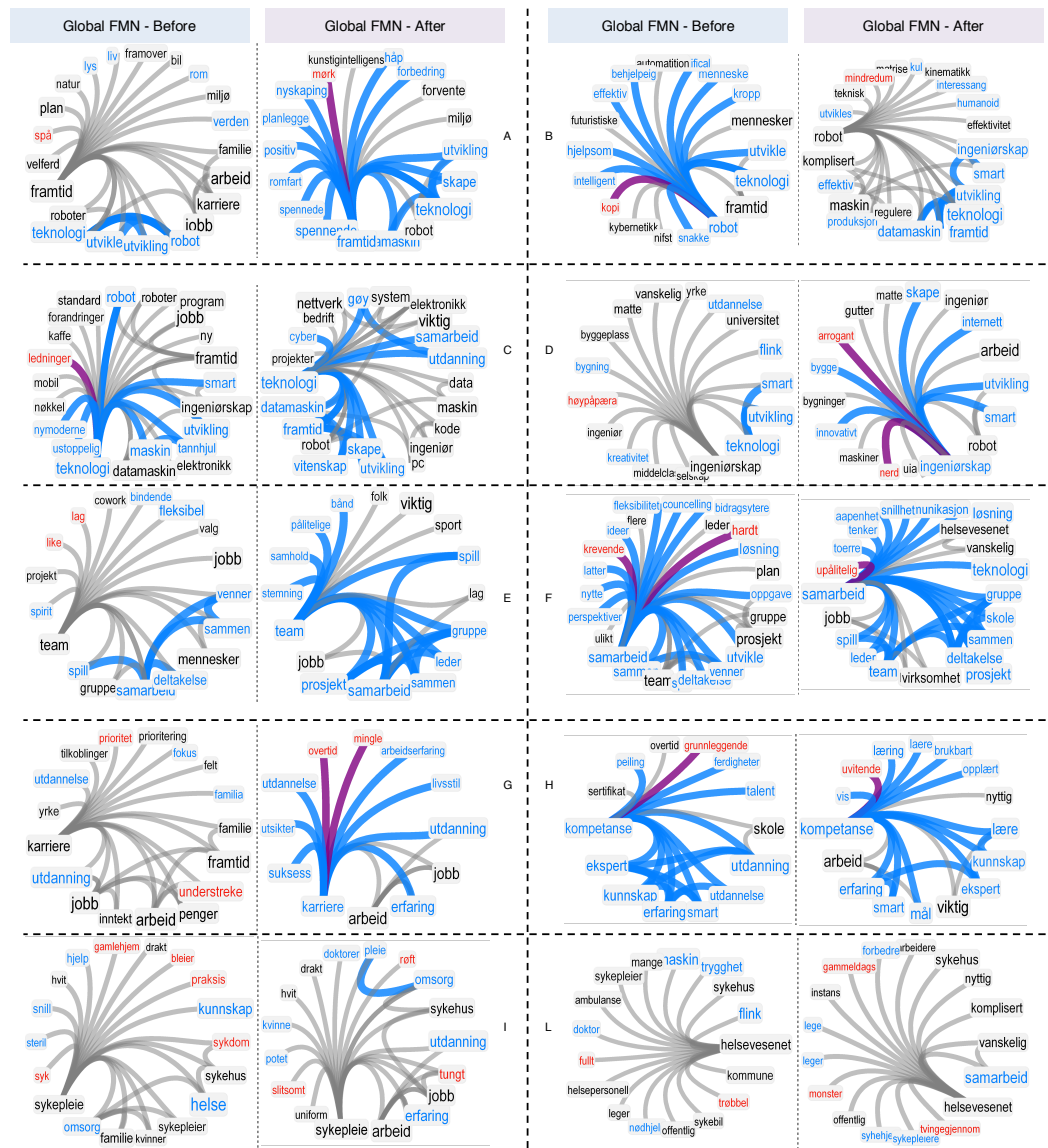 Global FMN - Before
Global FMN - After
Global FMN - Before
Global FMN - After
A
framover
liv
bil
lys
rom
natur
miljø
plan
verden
spå
familie
velferd
arbeid
framtid
karriere
roboter
jobb
teknologi
robot
utvikle
utvikling
kunstigintelligens
håp
mørk
forbedring
nyskaping
forvente
planlegge
miljø
positiv
utvikling
romfart
skape
spennede
teknologi
spennende
robot
framtid
B
behjelpeig
menneske
effektiv
kropp
futuristiske
mennesker
hjelpsom
utvikle
intelligent
teknologi
kopi
framtid
kybernetikk
robot
nifst
snakke
kul
kinematikk
mindredum
interessang
teknisk
humanoid
utvikles
effektivitet
robot
ingeniørskap
komplisert
smart
effektiv
utvikling
maskin
regulere
teknologi
produksjon
datamaskin
framtid
C
standard
robot
roboter
program
forandringer
jobb
kaffe
ny
ledninger
framtid
mobil
smart
nøkkel
ingeniørskap
nymoderne
utvikling
ustoppelig
maskin
tannhjul
teknologi
datamaskin
elektronikk
nettverk
gøy
system
elektronikk
bedrift
viktig
cyber
samarbeid
projekter
utdanning
teknologi
data
datamaskin
maskin
framtid
kode
robot
skape
ingeniør
vitenskap
utvikling
pc
D
vanskelig
yrke
matte
utdannelse
byggeplass
universitet
bygning
flink
høypåpæra
smart
ingeniør
utvikling
kreativitet
teknologi
ingeniørskap
matte
skape
gutter
ingeniør
arrogant
internett
bygge
arbeid
bygninger
utvikling
innovativt
smart
maskiner
robot
nerd
uia
ingeniørskap
E
cowork
bindende
lag
fleksibel
like
valg
projekt
jobb
spirit
venner
team
sammen
spill
mennesker
gruppe
samarbeid
deltakelse
bånd
folk
viktig
pålitelige
sport
samhold
spill
stemning
lag
team
gruppe
jobb
leder
prosjekt
samarbeid
sammen
F
fleksibilitet
councelling
bidragsytere
ideer
flere
leder
hardt
krevende
løsning
latter
plan
nytte
oppgave
perspektiver
gruppe
ulikt
prosjekt
samarbeid
utvikle
team
venner
deltakelse
aapenhet
snillhet
løsning
tenker
helsevesenet
toerre
vanskelig
upålitelig
teknologi
samarbeid
gruppe
jobb
skole
spill
sammen
leder
deltakelse
team
virksomhet
prosjekt
G
prioritet
prioritering
tilkoblinger
fokus
utdannelse
felt
yrke
familia
karriere
familie
framtid
utdanning
understreke
jobb
penger
inntekt
arbeid
mingle
overtid
arbeidserfaring
utdannelse
livsstil
utsikter
utdanning
suksess
jobb
karriere
erfaring
arbeid
H
overtid
grunnleggende
peiling
ferdigheter
sertifikat
talent
kompetanse
skole
ekspert
utdanning
kunnskap
utdannelse
erfaring
smart
læring
laere
brukbart
uvitende
opplært
vis
nyttig
kompetanse
lære
arbeid
kunnskap
erfaring
ekspert
smart
mål
viktig
I
gamlehjem
drakt
hjelp
bleier
hvit
praksis
snill
kunnskap
steril
sykdom
syk
sykehus
sykepleie
helse
omsorg
sykepleier
familie
kvinner
doktorer
pleie
drakt
røft
hvit
omsorg
sykehus
kvinne
utdanning
potet
tungt
slitsomt
jobb
uniform
erfaring
sykepleie
arbeid
L
mange
trygghet
sykepleier
sykehus
ambulanse
flink
doktor
helsevesenet
fullt
kommune
helsepersonell
trøbbel
leger
sykebil
nødhjelp
offentlig
forbedre
sykehus
gammeldags
nyttig
instans
komplisert
lege
vanskelig
leger
samarbeid
monster
helsevesenet
offentlig
tvingegjennom
sykepleiere